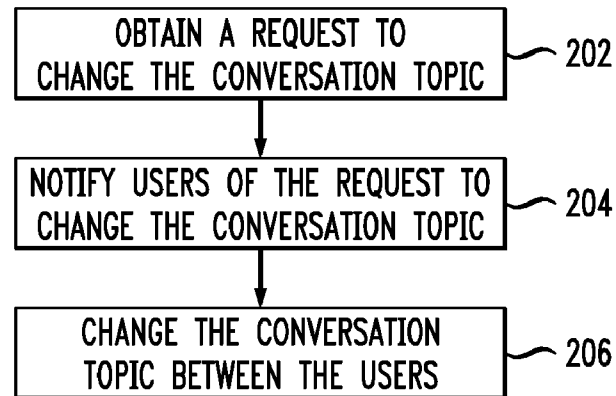 OBTAIN A REQUEST TO
CHANGE THE CONVERSATION TOPIC
202
NOTIFY USERS OF THE REQUEST TO
CHANGE THE CONVERSATION TOPIC
204
CHANGE THE CONVERSATION
TOPIC BETWEEN THE USERS
206